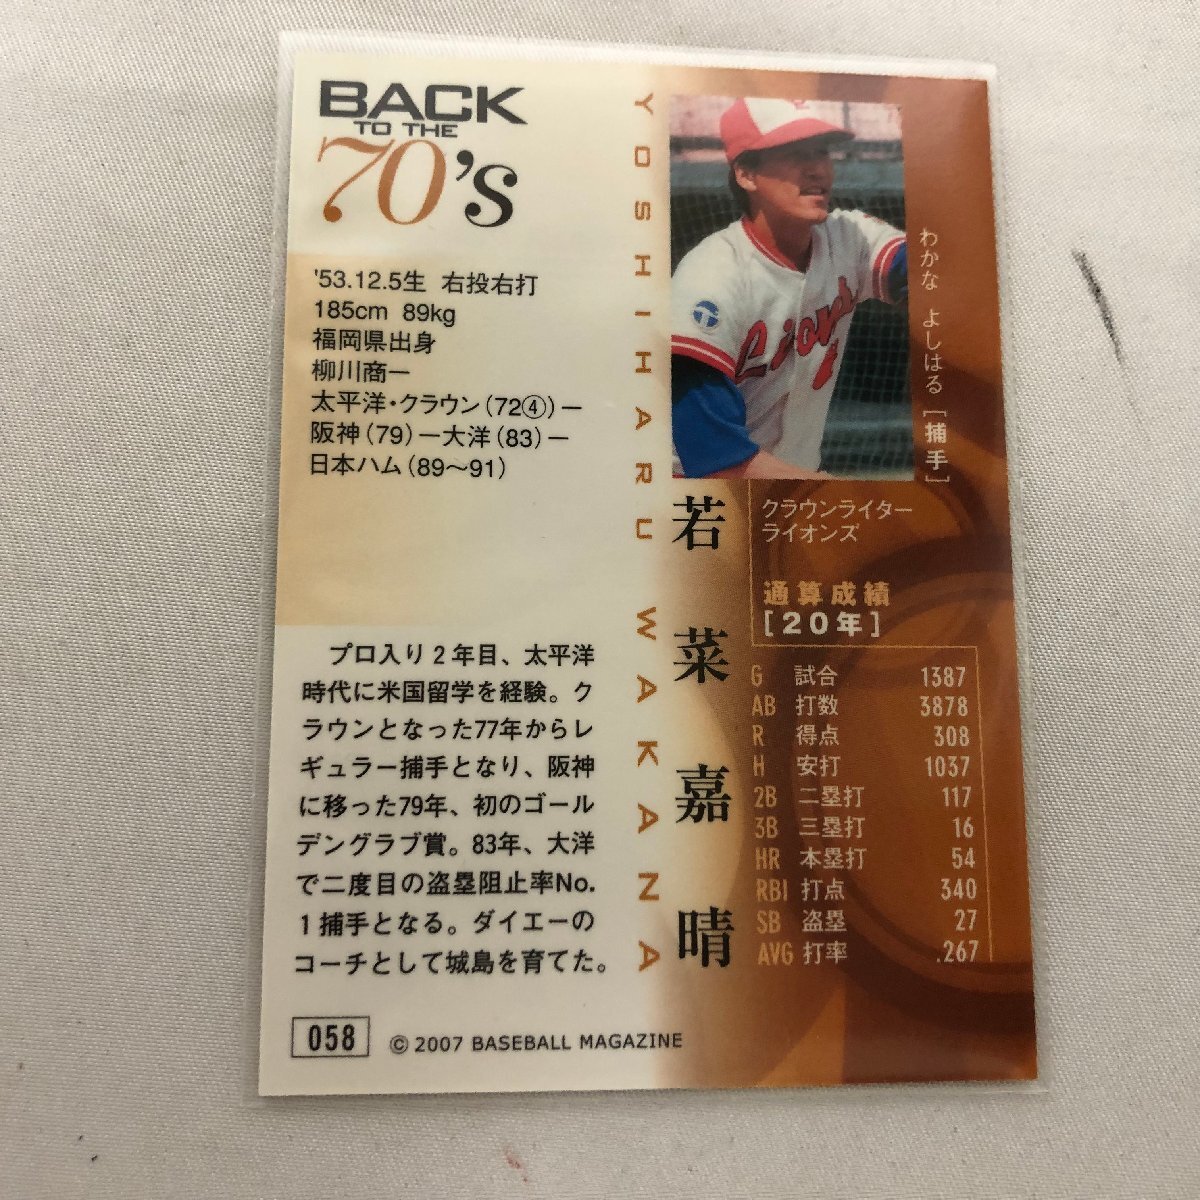 BACK
TO THE
70's
'53.12.5生 右投右打
185cm 89kg
福岡県出身
柳川商一
太平洋・クラウン(72④)ー
阪神(79)ー大洋(83)ー
日本ハム(89〜91)
プロ入り2年目、太平洋
時代に米国留学を経験。ク
ラウンとなった77年からレ
ギュラー捕手となり、阪神
に移った79年、初のゴール
デングラブ賞。83年、大洋
で二度目の盗塁阻止率No.
1捕手となる。ダイエーの
コーチとして城島を育てた。
058
© 2007 BASEBALL MAGAZINE
YOSHIHARU WAKANA
若菜嘉晴
わかな よしはる [捕手]
Lions
クラウンライター
ライオンズ
通算成績
[20年]
G 試合 1387
AB 打数 3878
R 得点 308
H 安打 1037
2B 二塁打 117
3B 三塁打 16
HR 本塁打 54
RBI 打点 340
SB 盗塁 27
AVG 打率 .267